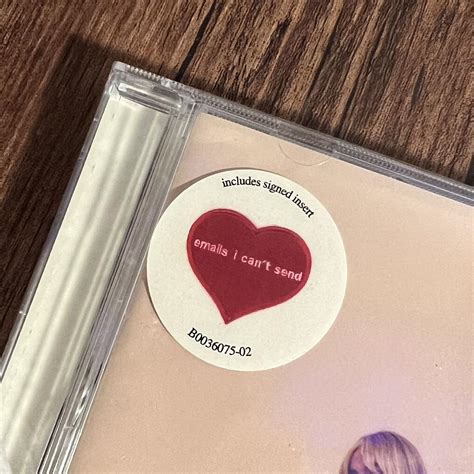 includes signed insert
emails i can't send
B0036075-02